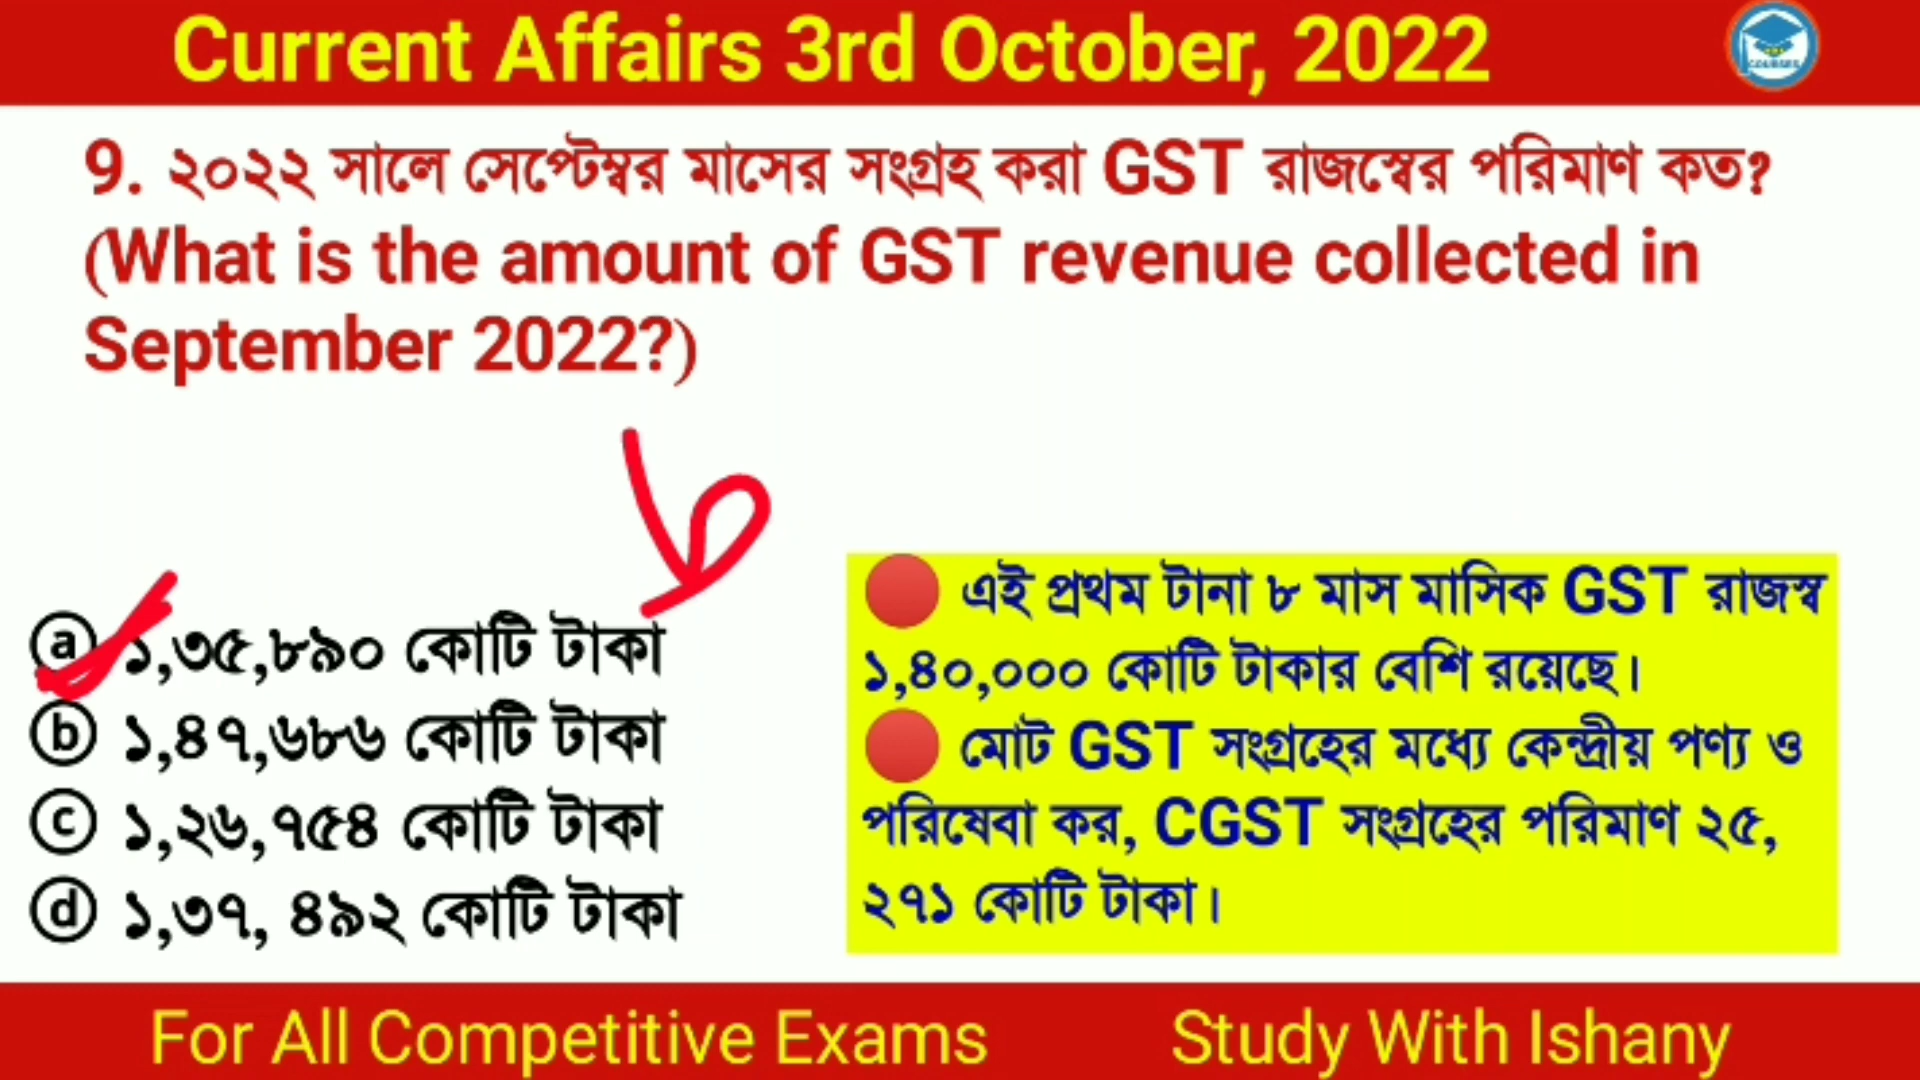 Current Affairs 3rd October, 2022
COURSES
9. ২০২২ সালে সেপ্টেম্বর মাসের সংগ্রহ করা GST রাজস্বের পরিমাণ কত?
(What is the amount of GST revenue collected in
September 2022?)
৮
ⓐ ১,৩৫,৮৯০ কোটি টাকা
ⓑ ১,৪৭,৬৮৬ কোটি টাকা
ⓒ ১,২৬,৭৫৪ কোটি টাকা
ⓓ ১,৩৭, ৪৯২ কোটি টাকা
🔴 এই প্রথম টানা ৮ মাস মাসিক GST রাজস্ব
১,৪০,০০০ কোটি টাকার বেশি রয়েছে।
🔴 মোট GST সংগ্রহের মধ্যে কেন্দ্রীয় পণ্য ও
পরিষেবা কর, CGST সংগ্রহের পরিমাণ ২৫,
২৭১ কোটি টাকা।
For All Competitive Exams
Study With Ishany